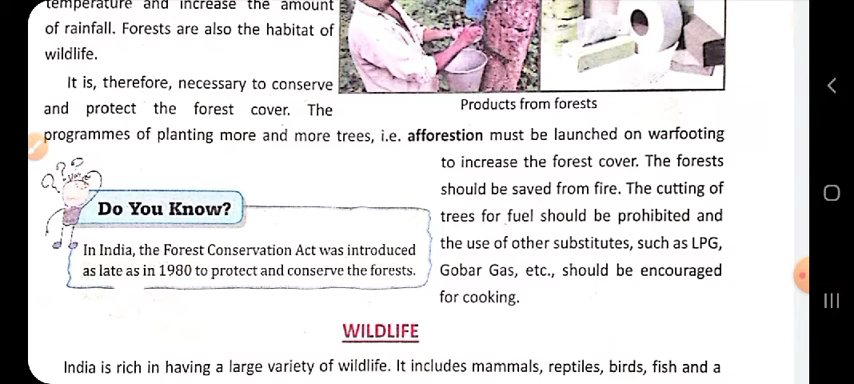 temperature and increase the amount
of rainfall. Forests are also the habitat of
wildlife.
It is, therefore, necessary to conserve
and protect the forest cover. The
Products from forests
programmes of planting more and more trees, i.e. afforestion must be launched on warfooting
to increase the forest cover. The forests
should be saved from fire. The cutting of
trees for fuel should be prohibited and
the use of other substitutes, such as LPG,
Gobar Gas, etc., should be encouraged
for cooking.
Do You Know?
In India, the Forest Conservation Act was introduced
as late as in 1980 to protect and conserve the forests.
WILDLIFE
India is rich in having a large variety of wildlife. It includes mammals, reptiles, birds, fish and a